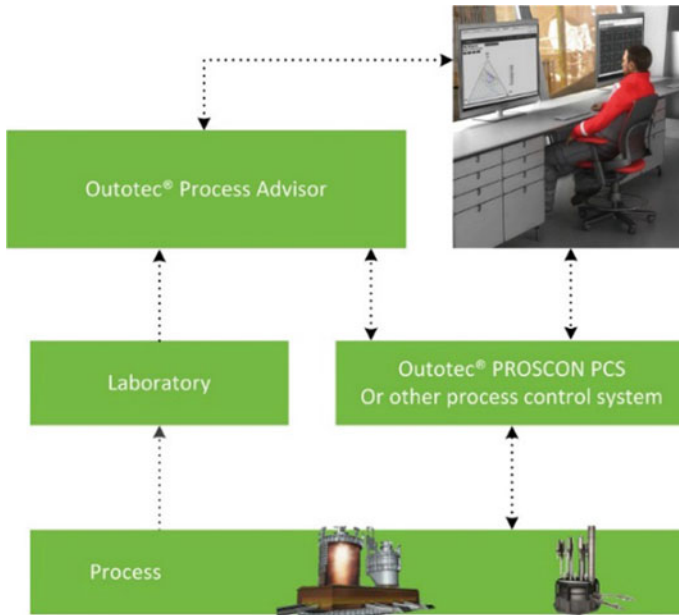 Outotec® Process Advisor
Laboratory
Outotec® PROSCON PCS
Or other process control system
Process